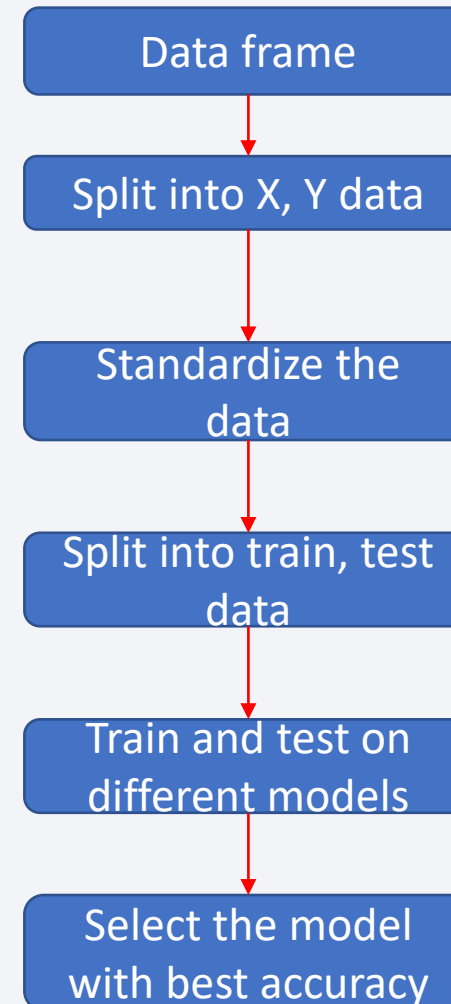 Data frame
Split into X, Y data
Standardize the
data
Split into train, test
data
Train and test on
different models
Select the model
with best accuracy